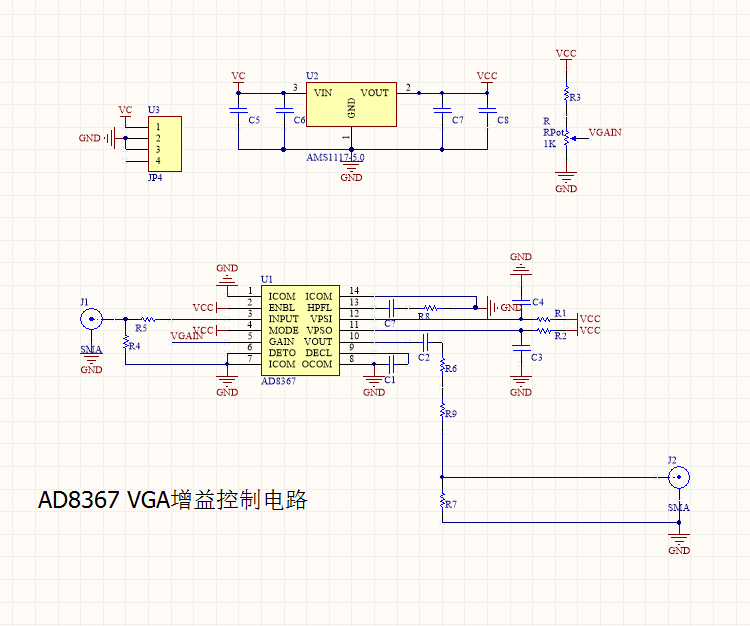 VCC
VC
U2
VCC
3
VIN
VOUT
2
GND
1
C5
C6
C7
C8
AMS1117-5.0
GND
R3
R
RPot
1K
VGAIN
GND
VC
U3
GND
1
2
3
4
JP4
GND
U1
GND
J1
SMA
GND
R5
R4
VCC
VCC
VGAIN
1 ICOM ICOM 14
2 ENBL HPFL 13
3 INPUT VPSI 12
4 MODE VPSO 11
5 GAIN VOUT 10
6 DETO DECL 9
7 ICOM OCOM 8
AD8367
GND
C7
R8
GND
C4
R1
VCC
R2
VCC
C2
C3
GND
C1
GND
R6
R9
R7
J2
SMA
GND
AD8367 VGA增益控制电路